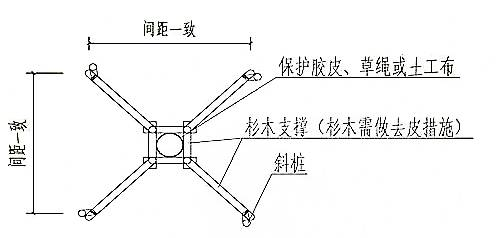 间距一致
保护胶皮、草绳或土工布
杉木支撑（杉木需做去皮措施）
间距一致
斜桩